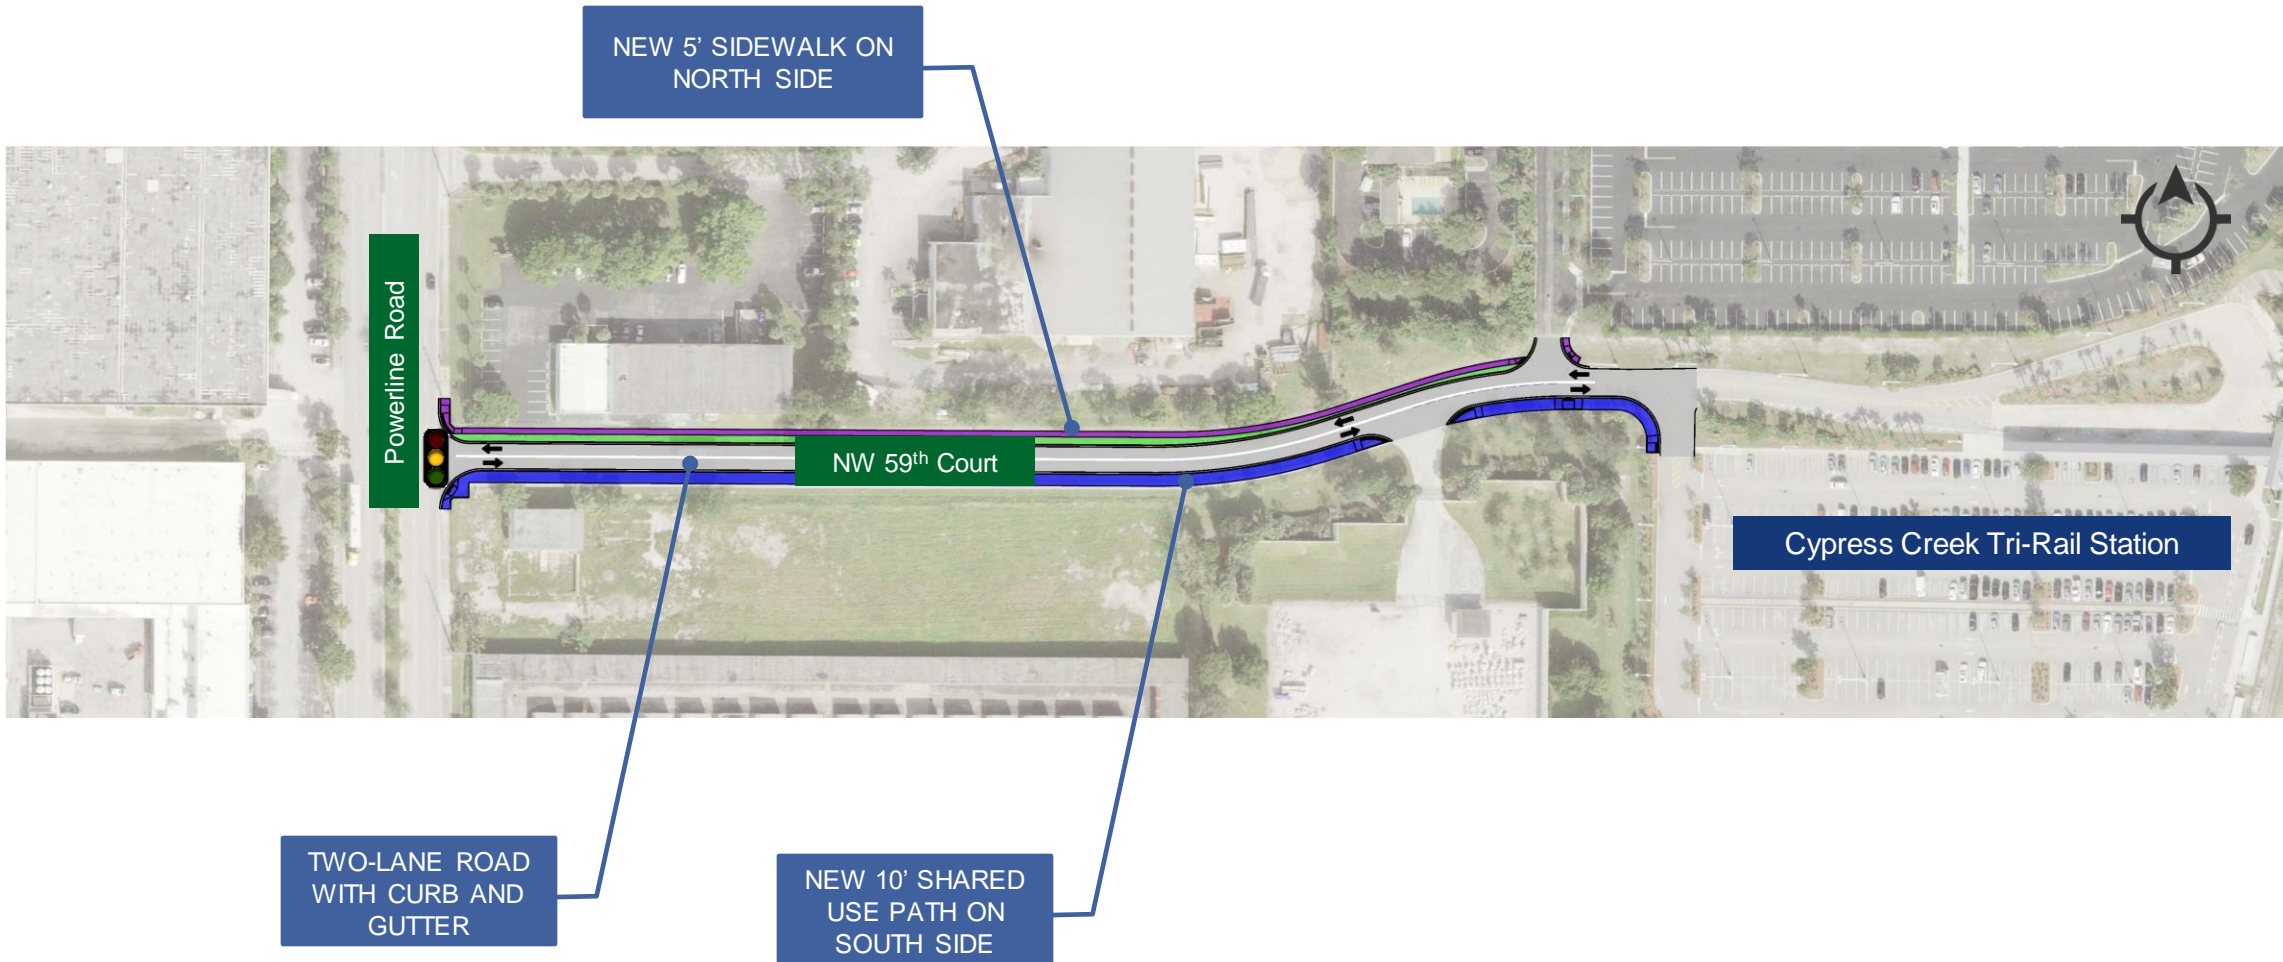 NEW 5’ SIDEWALK ON
NORTH SIDE
Powerline Road
NW 59th Court
Cypress Creek Tri-Rail Station
TWO-LANE ROAD
WITH CURB AND
GUTTER
NEW 10’ SHARED
USE PATH ON
SOUTH SIDE